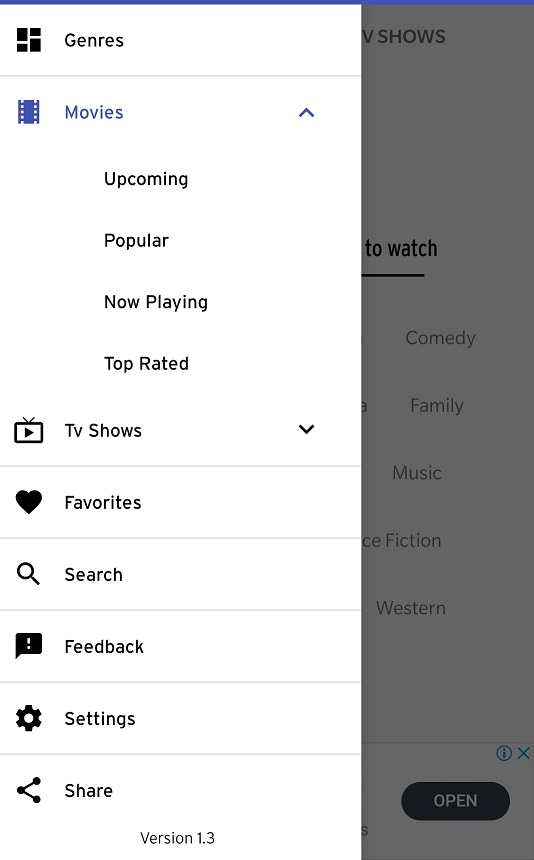 Genres
V SHOWS
Movies
Upcoming
Popular
to watch
Now Playing
Comedy
Top Rated
Family
Tv Shows
Music
Favorites
Fiction
Search
Western
Feedback
Settings
Share
OPEN
Version 1.3